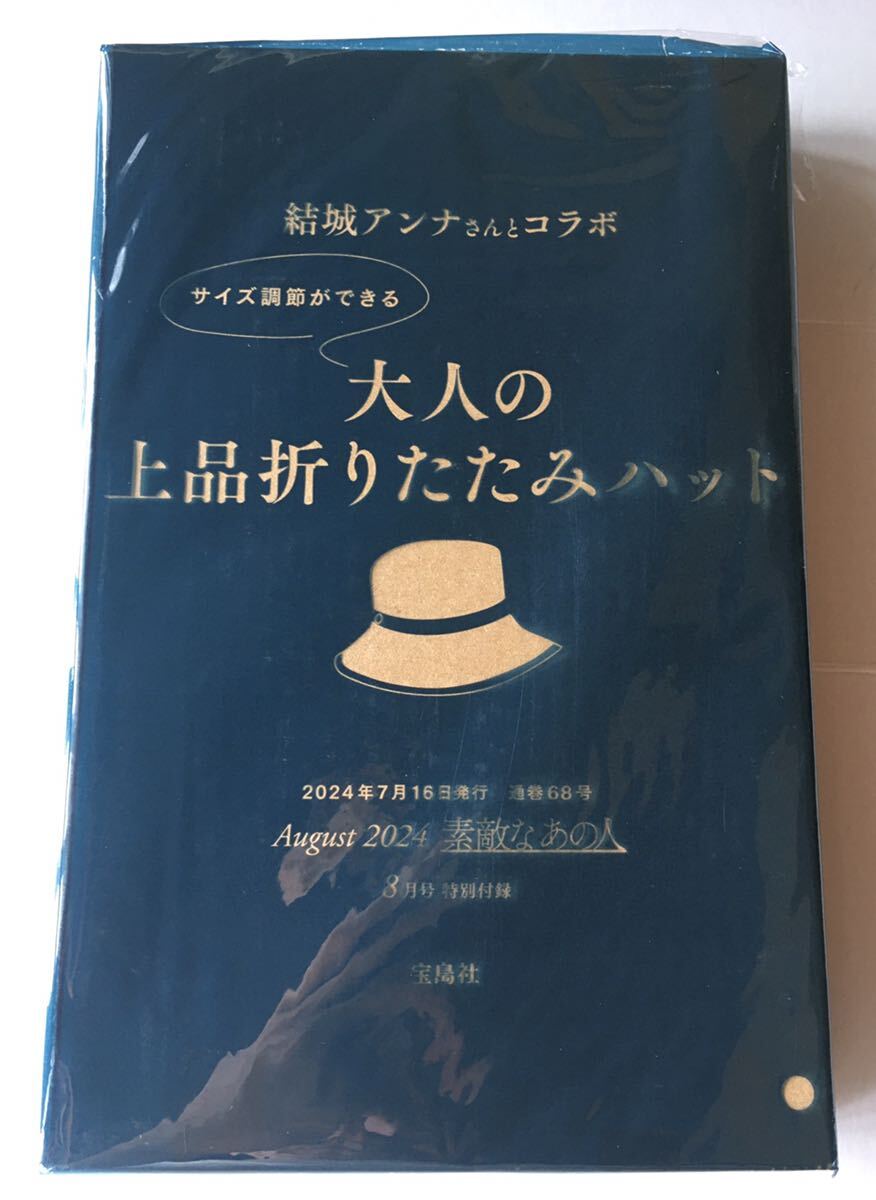 結城アンナさんとコラボ
サイズ調節ができる
大人の
上品折りたたみハット
2024年7月16日発行　通巻68号
August 2024 素敵なあの人
8月号 特別付録
宝島社